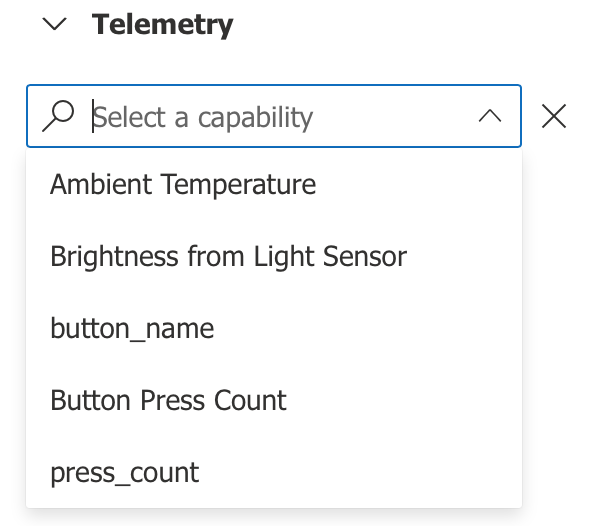 Telemetry
Select a capability
Ambient Temperature
Brightness from Light Sensor
button_name
Button Press Count
press_count